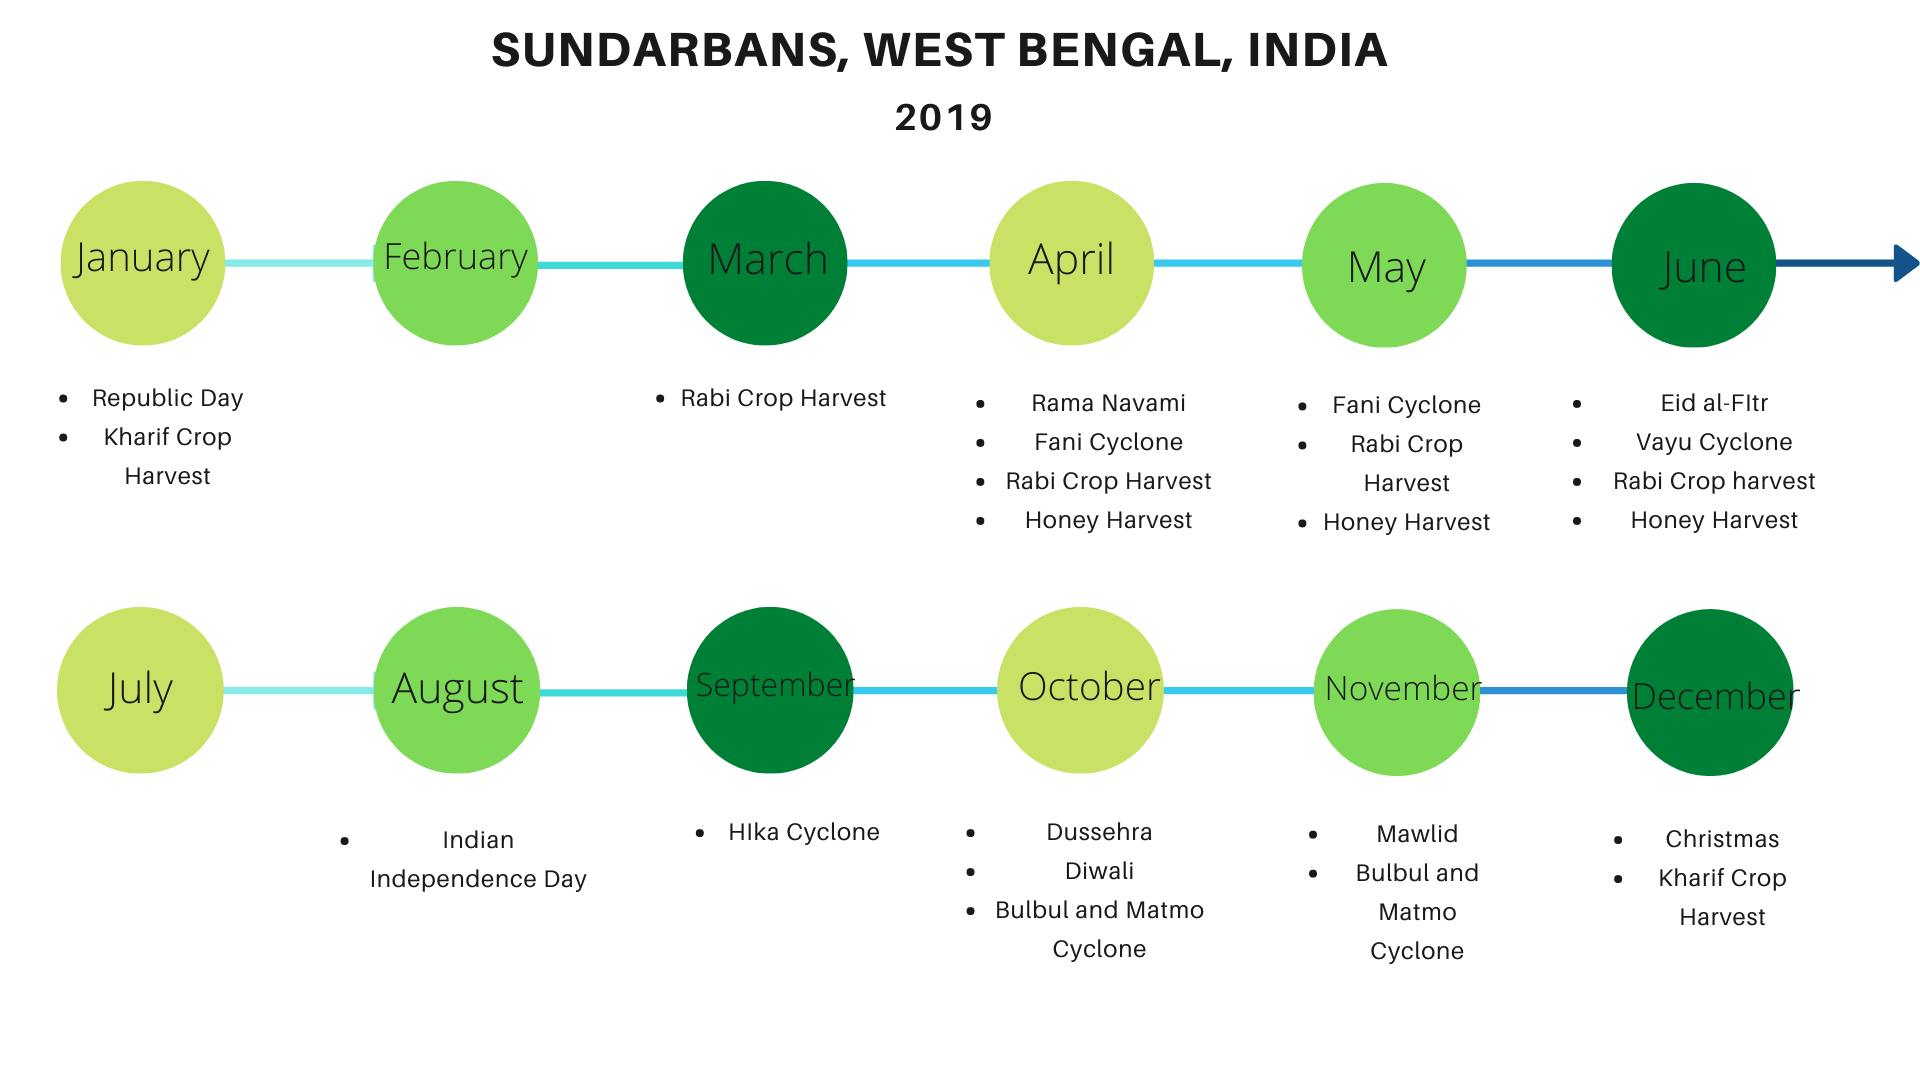 SUNDARBANS, WEST BENGAL, INDIA
2019
January
February
March
April
May
June
• Republic Day
• Kharif Crop
Harvest
• Rabi Crop Harvest
• Rama Navami
• Fani Cyclone
• Rabi Crop Harvest
• Honey Harvest
• Fani Cyclone
• Rabi Crop
Harvest
• Honey Harvest
• Eid al-FItr
• Vayu Cyclone
• Rabi Crop harvest
• Honey Harvest
July
August
September
October
November
December
• Indian
Independence Day
• HIka Cyclone
• Dussehra
• Diwali
• Bulbul and Matmo
Cyclone
• Mawlid
• Bulbul and
Matmo
Cyclone
• Christmas
• Kharif Crop
Harvest